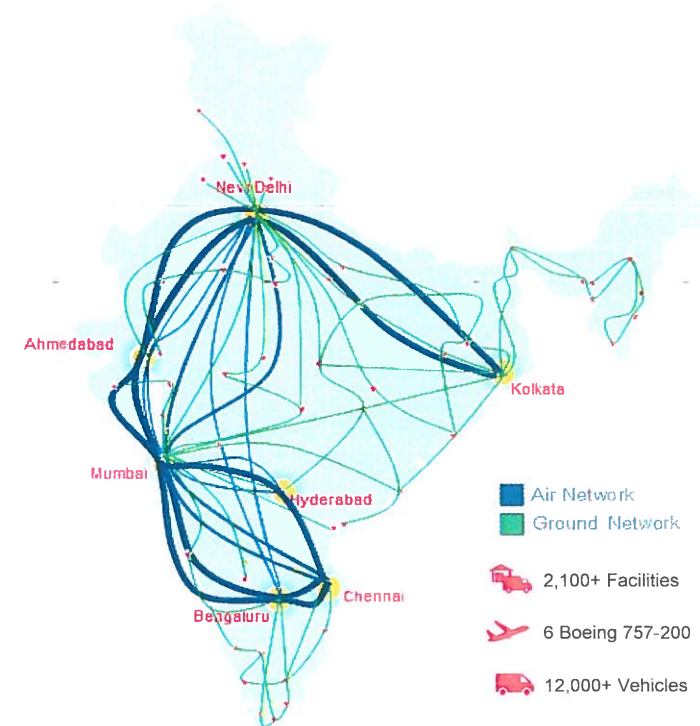 New Delhi
Ahmedabad
Kolkata
Mumbai
Hyderabad
Air Network
Ground Network
2,100+ Facilities
Chennai
Bengaluru
6 Boeing 757-200
12,000+ Vehicles